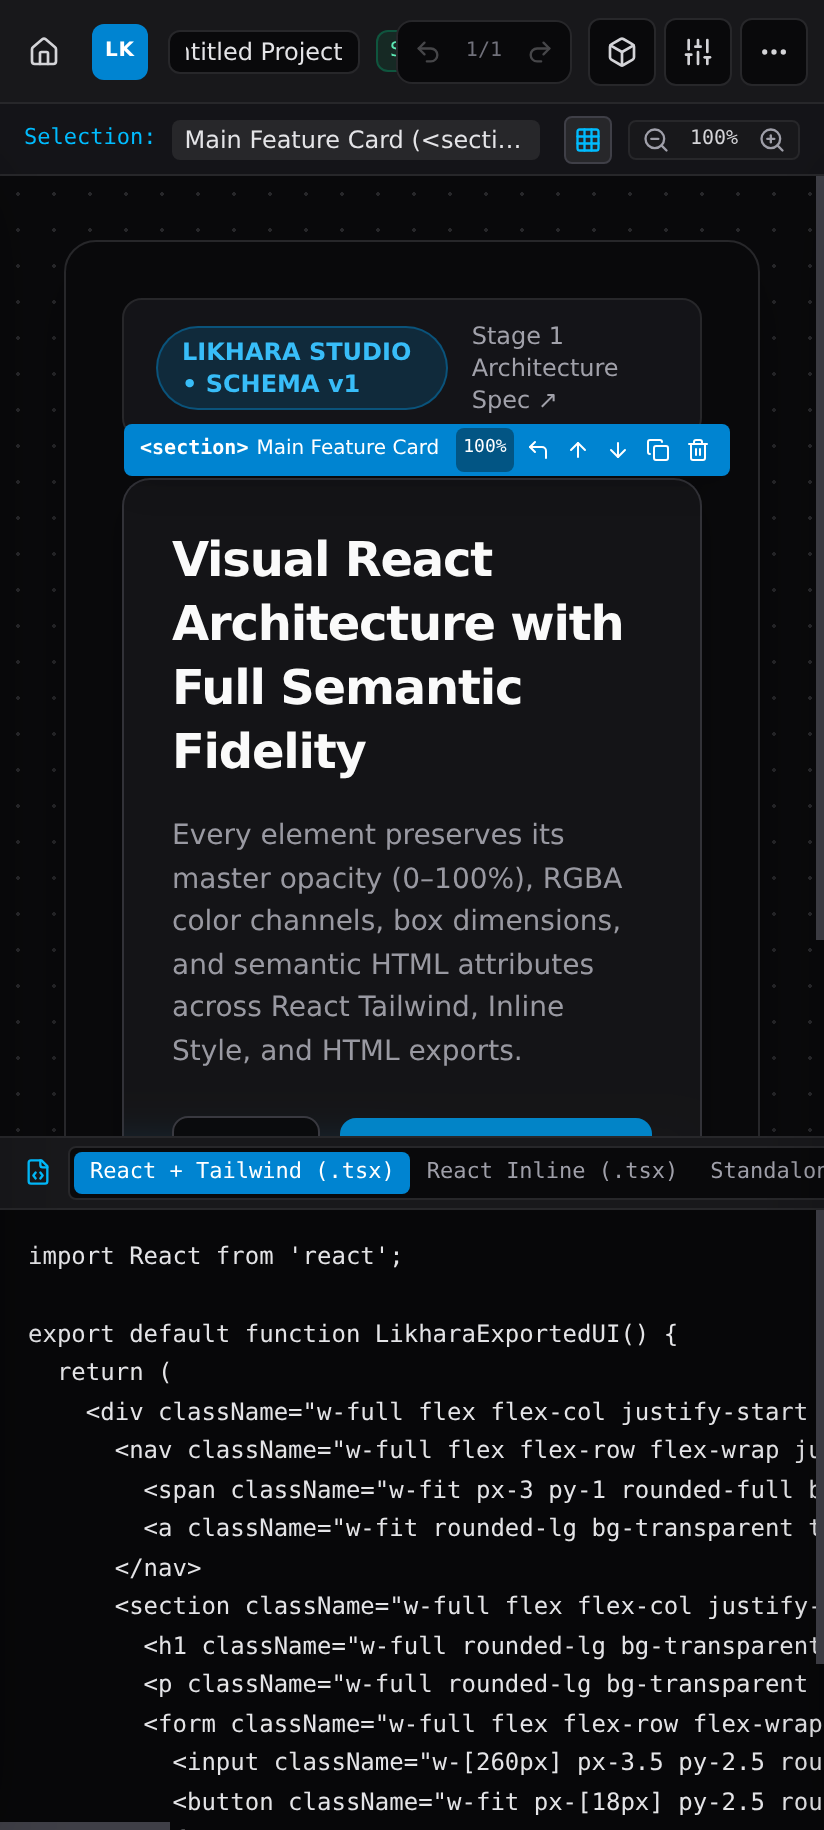 LK
ntitled Project
S
1/1
Selection:
Main Feature Card (<secti...
100%
LIKHARA STUDIO
• SCHEMA v1
Stage 1
Architecture
Spec ↗
<section> Main Feature Card
100%
Visual React
Architecture with
Full Semantic
Fidelity
Every element preserves its
master opacity (0–100%), RGBA
color channels, box dimensions,
and semantic HTML attributes
across React Tailwind, Inline
Style, and HTML exports.
React + Tailwind (.tsx)
React Inline (.tsx)
Standalon
import React from 'react';
export default function LikharaExportedUI() {
  return (
    <div className="w-full flex flex-col justify-start
      <nav className="w-full flex flex-row flex-wrap ju
        <span className="w-fit px-3 py-1 rounded-full b
        <a className="w-fit rounded-lg bg-transparent t
      </nav>
      <section className="w-full flex flex-col justify-
        <h1 className="w-full rounded-lg bg-transparent
        <p className="w-full rounded-lg bg-transparent
        <form className="w-full flex flex-row flex-wrap
          <input className="w-[260px] px-3.5 py-2.5 rou
          <button className="w-fit px-[18px] py-2.5 rou